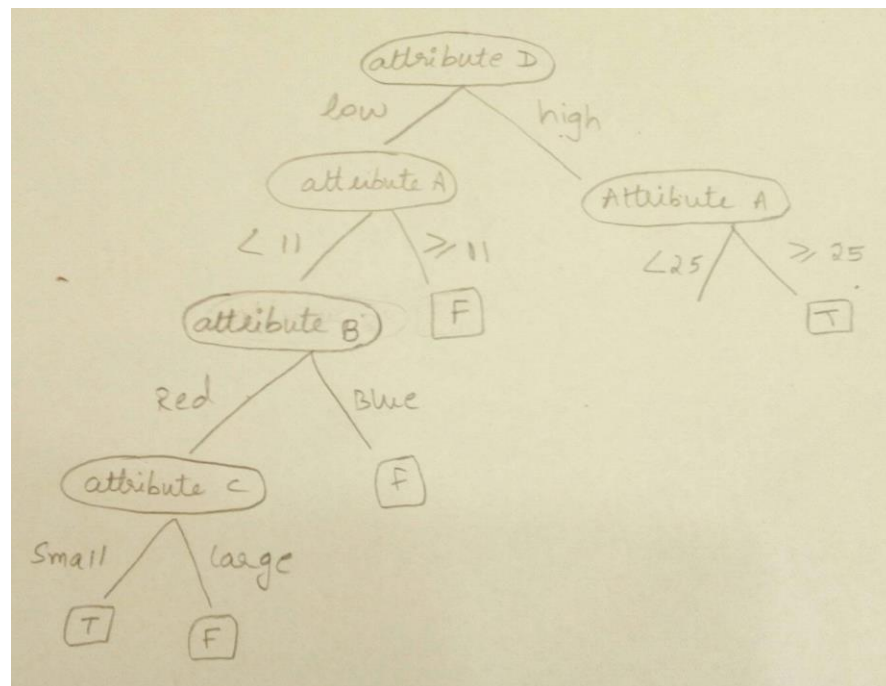 attribute D
low high
attribute A Attribute A
< 11 ≥ 11 <25 ≥ 25
attribute B F T
Red Blue
attribute C F
Small Large
T F